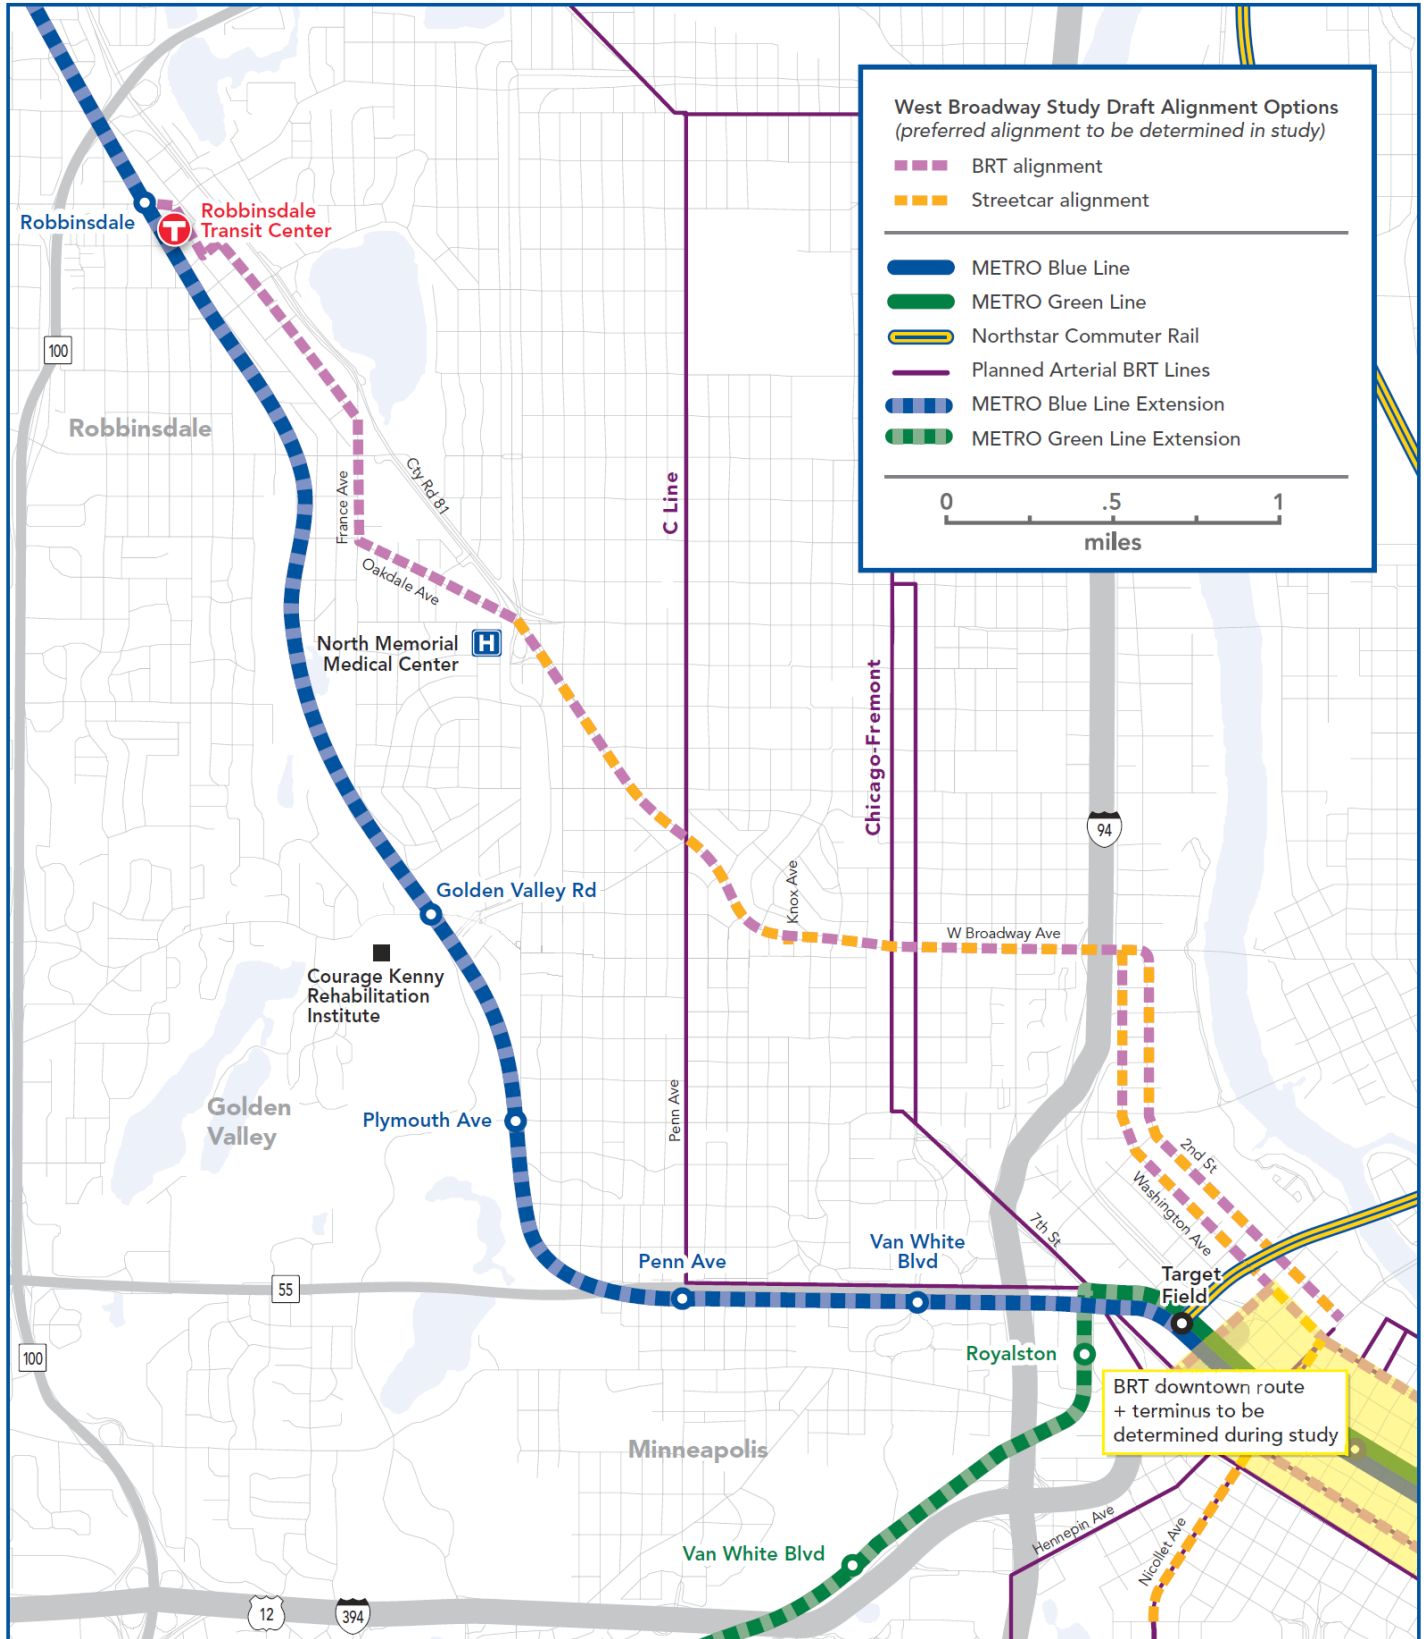 West Broadway Study Draft Alignment Options
(preferred alignment to be determined in study)
BRT alignment
Streetcar alignment
METRO Blue Line
METRO Green Line
Northstar Commuter Rail
Planned Arterial BRT Lines
METRO Blue Line Extension
METRO Green Line Extension
0 .5 1
miles
Robbinsdale
T
Robbinsdale
Transit Center
100
Robbinsdale
France Ave
Cty Rd 81
C Line
Oakdale Ave
North Memorial
Medical Center
H
Chicago-Fremont
94
Knox Ave
Golden Valley Rd
W Broadway Ave
Courage Kenny
Rehabilitation
Institute
Golden
Valley
Plymouth Ave
Penn Ave
2nd St
Washington Ave
7th St
Van White
Blvd
Penn Ave
Target
Field
55
100
Royalston
BRT downtown route
+ terminus to be
determined during study
Minneapolis
Hennepin Ave
Nicollet Ave
Van White Blvd
12
394